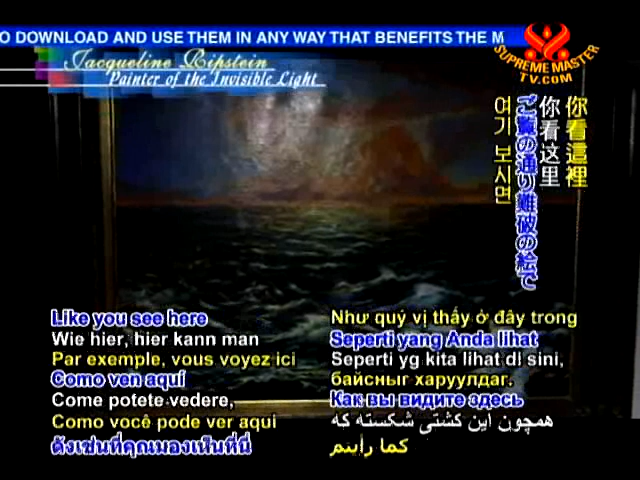 O DOWNLOAD AND USE THEM IN ANY WAY THAT BENEFITS THE M
Jacqueline Ripstein
Painter of the Invisible Light
SUPREME MASTER
TV.COM
你看這裡
你看这里
ご覧の通り難破の絵で
여기 보시면
Like you see here
Wie hier, hier kann man
Par exemple, vous voyez ici
Como ven aquí
Come potete vedere,
Como você pode ver aqui
ดังเช่นที่คุณมองเห็นที่นี่
Như quý vị thấy ở đây trong
Seperti yang Anda lihat
Seperti yg kita lihat di sini,
байсныг харуулдаг.
Как вы видите здесь
همچون این کشتی شکسته که
كما رأيتم